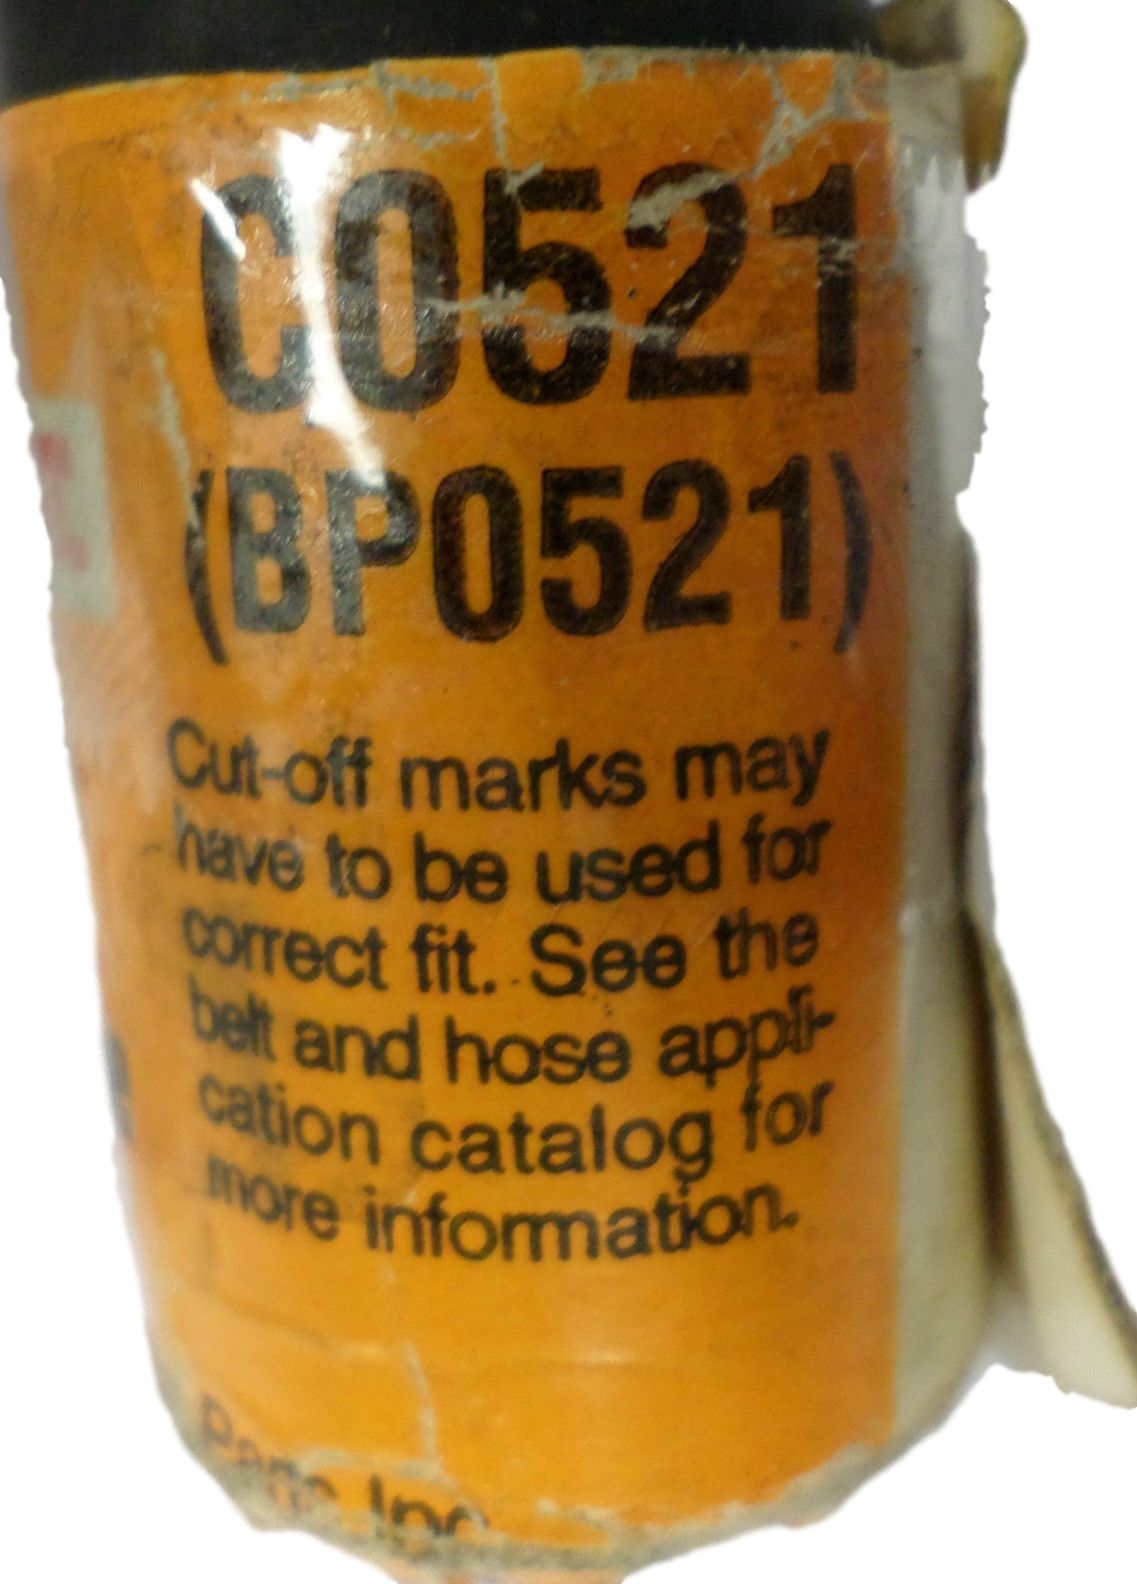 C0521
(BP0521)
Cut-off marks may
have to be used for
correct fit. See the
belt and hose appli-
cation catalog for
more information.
Inc